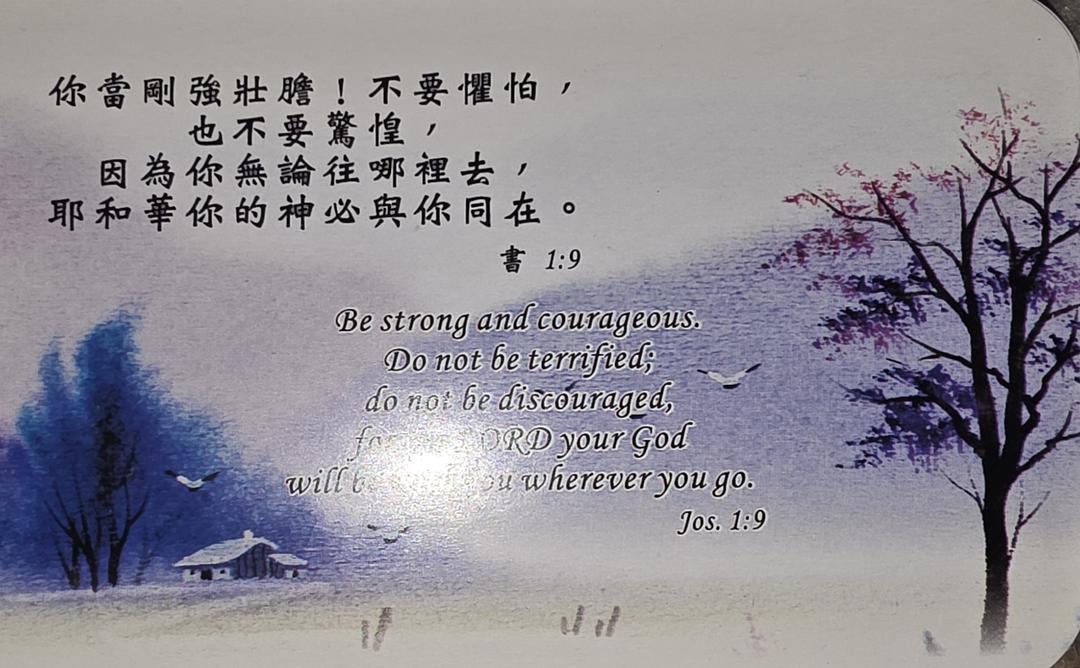 你當剛強壯膽！不要懼怕，
也不要驚惶，
因為你無論往哪裡去，
耶和華你的神必與你同在。
書 1:9
Be strong and courageous.
Do not be terrified;
do not be discouraged,
LORD your God
will wherever you go.
Jos. 1:9